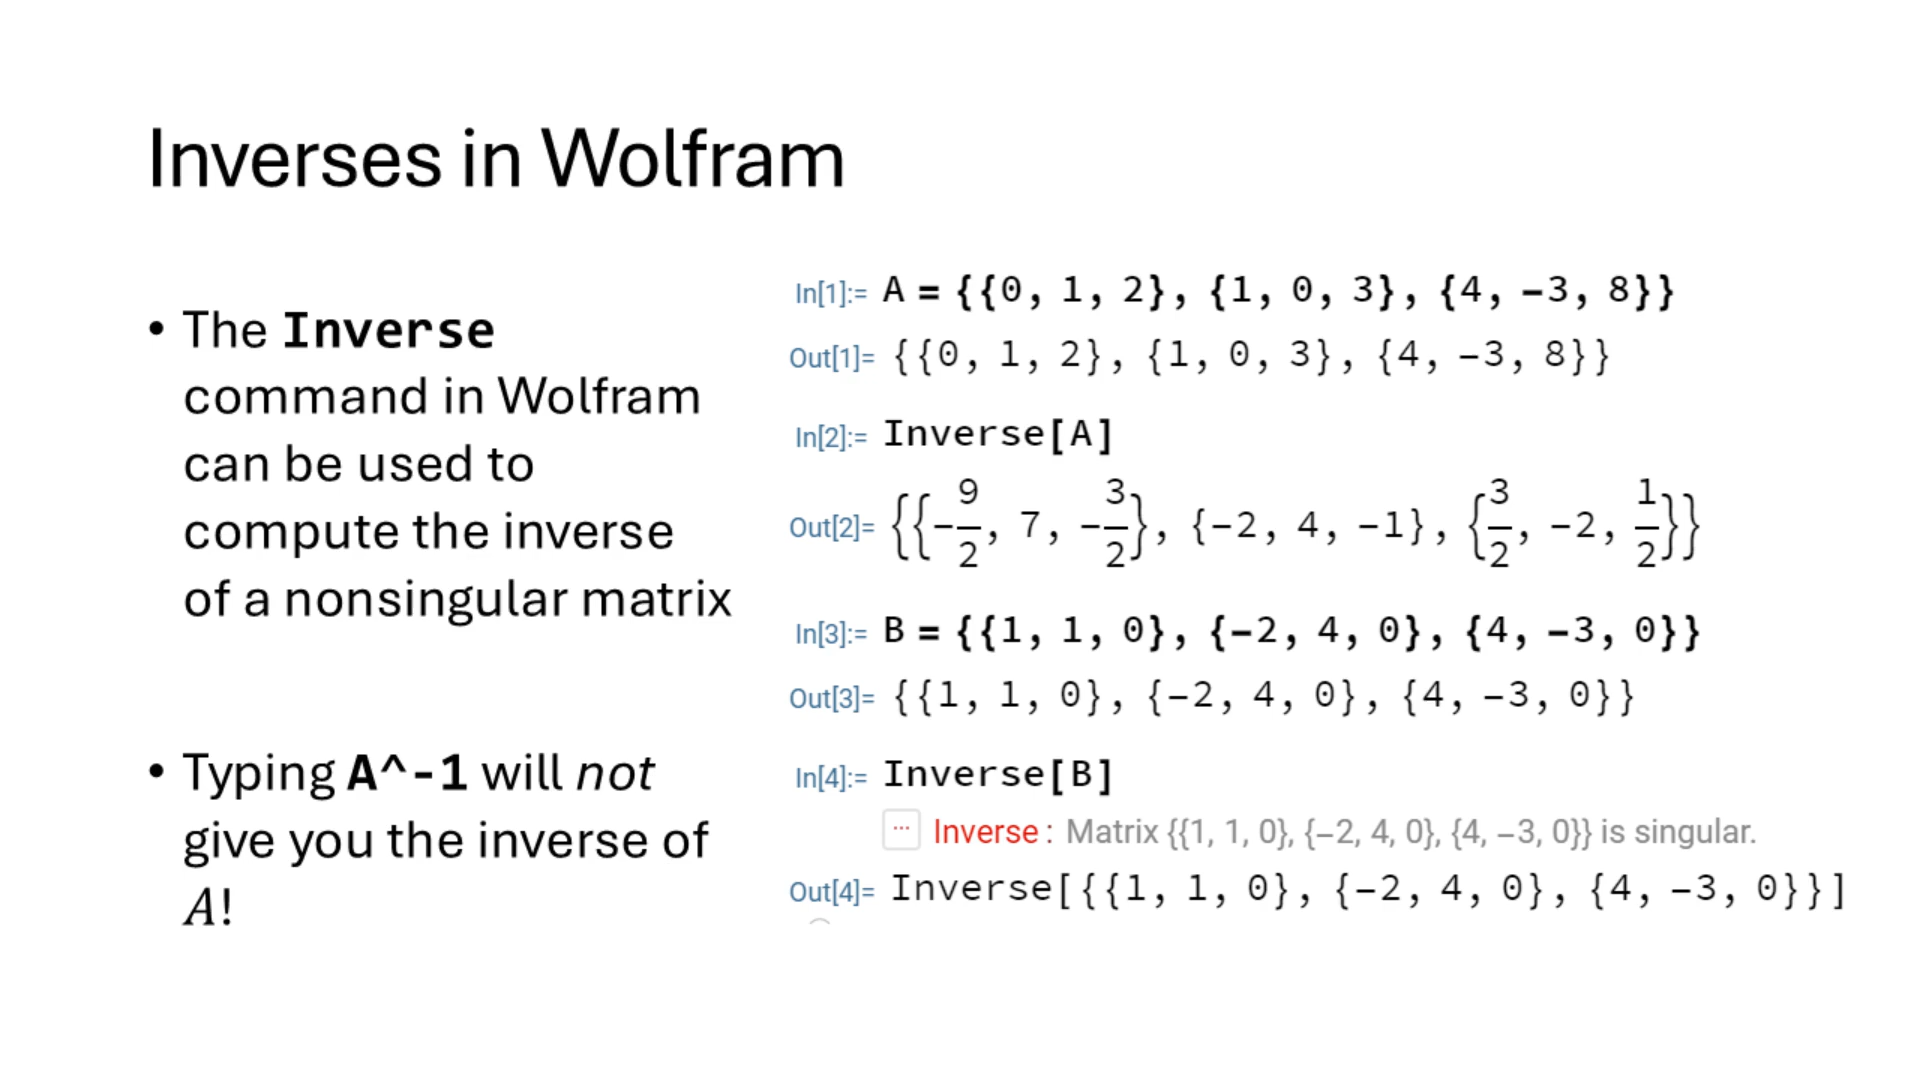 Inverses in Wolfram
• The Inverse
command in Wolfram
can be used to
compute the inverse
of a nonsingular matrix
• Typing A^-1 will not
give you the inverse of
A!
In[1]:= A = {{0, 1, 2}, {1, 0, 3}, {4, −3, 8}}
Out[1]= {{0, 1, 2}, {1, 0, 3}, {4, −3, 8}}
In[2]:= Inverse[A]
Out[2]= {{−9/2, 7, −3/2}, {−2, 4, −1}, {3/2, −2, 1/2}}
In[3]:= B = {{1, 1, 0}, {−2, 4, 0}, {4, −3, 0}}
Out[3]= {{1, 1, 0}, {−2, 4, 0}, {4, −3, 0}}
In[4]:= Inverse[B]
... Inverse: Matrix {{1, 1, 0}, {−2, 4, 0}, {4, −3, 0}} is singular.
Out[4]= Inverse[{{1, 1, 0}, {−2, 4, 0}, {4, −3, 0}}]